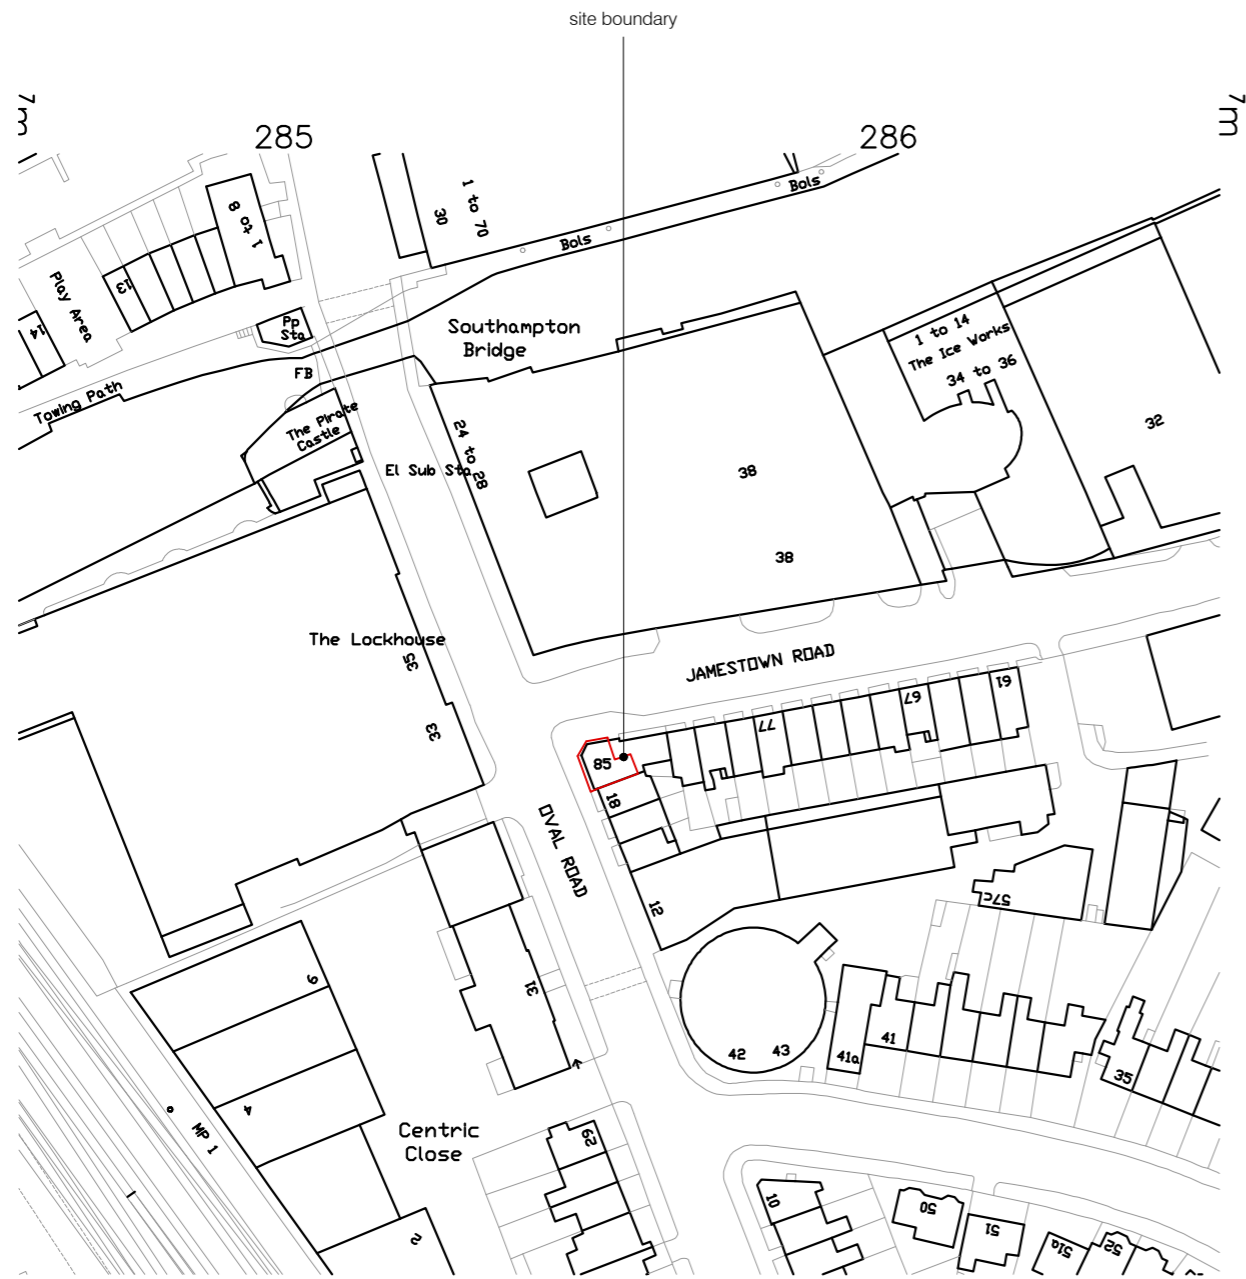 site boundary
7m
7m
285
286
1 to 8
1 to 70
30
Bols
Bols
13
14
Play Area
Pp
Sta
Southampton
Bridge
1 to 14
The Ice Works
34 to 36
FB
Towing Path
The Pirate
Castle
24 to 28
El Sub Sta
38
32
38
The Lockhouse
35
33
JAMESTOWN ROAD
61
67
77
85
18
OVAL ROAD
12
57c
6
31
42
43
41a
41
35
4
MP 1
Centric
Close
29
10
50
51
51a
52
2